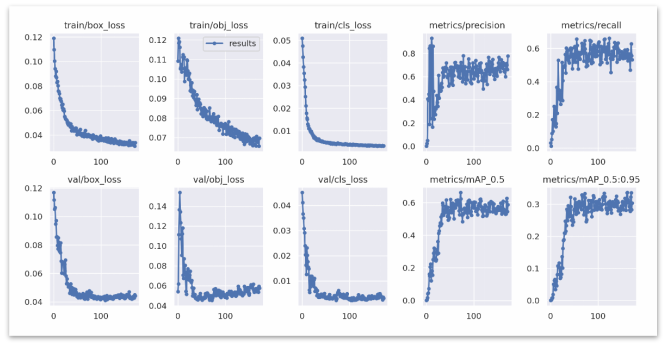 train/box_loss train/obj_loss train/cls_loss metrics/precision metrics/recall
0.12 0.12 0.05 0.8 0.6
results
0.10 0.11 0.04 0.6 0.4
0.08 0.10 0.03 0.4 0.2
0.06 0.09 0.02 0.2 0.0
0.04 0.08 0.01 0.0
0.07
0 100 0 100 0 100 0 100 0 100
val/box_loss val/obj_loss val/cls_loss metrics/mAP_0.5 metrics/mAP_0.5:0.95
0.12 0.14 0.04 0.6 0.3
0.10 0.12 0.03 0.4 0.2
0.08 0.10 0.02 0.2 0.1
0.06 0.08 0.01 0.0 0.0
0.04 0.06
0.04
0 100 0 100 0 100 0 100 0 100